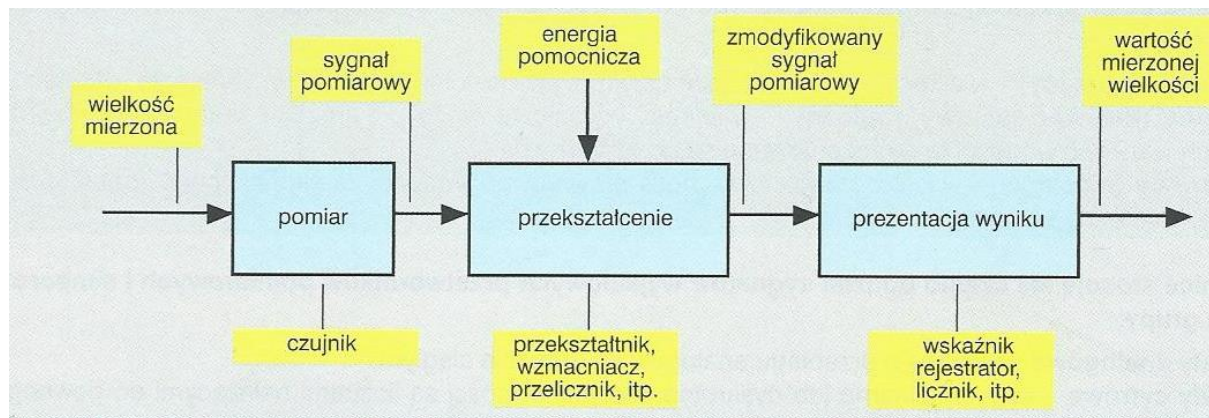 energia
pomocnicza
zmodyfikowany
sygnał
pomiarowy
wartość
mierzonej
wielkości
sygnał
pomiarowy
wielkość
mierzona
pomiar
przekształcenie
prezentacja wyniku
czujnik
przekształtnik,
wzmacniacz,
przelicznik, itp.
wskaźnik
rejestrator,
licznik, itp.